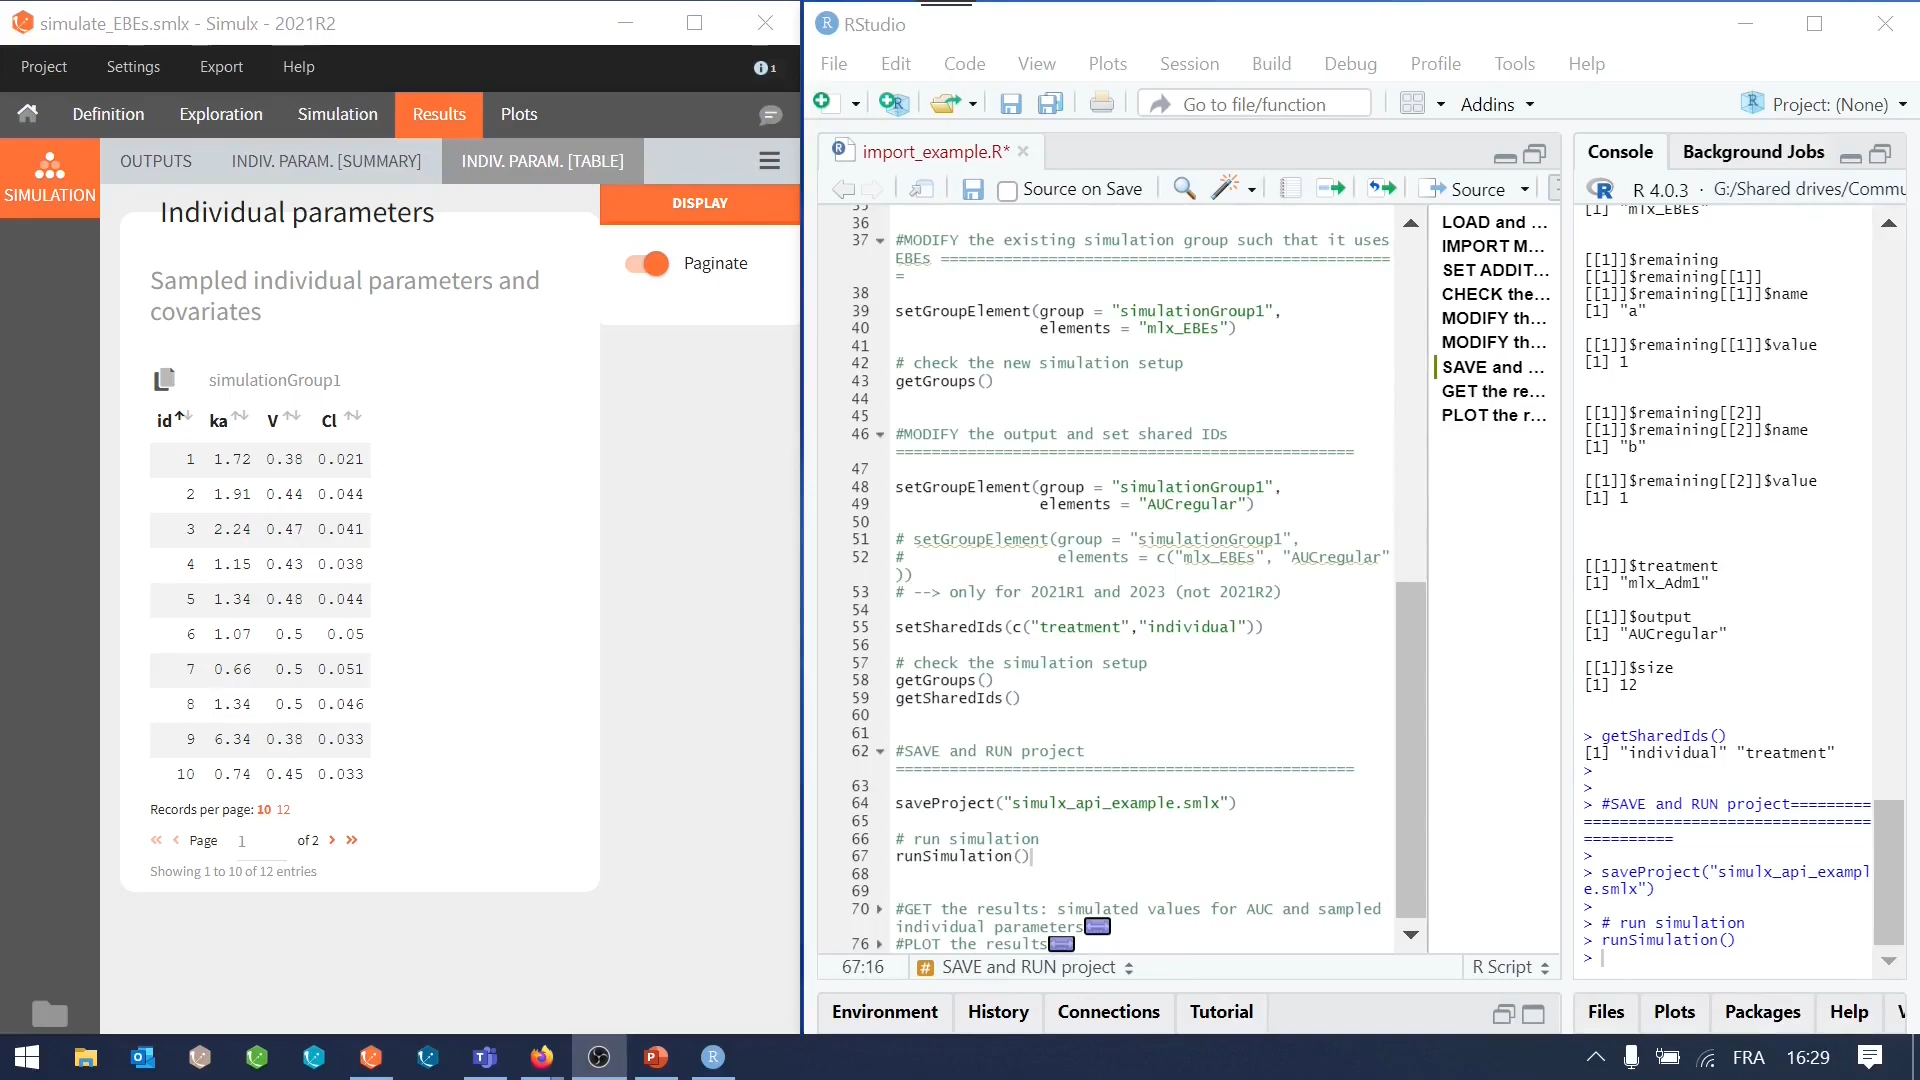 simulate_EBEs.smlx - Simulx - 2021R2
Project Settings Export Help
1
Definition Exploration Simulation Results Plots
SIMULATION
OUTPUTS INDIV. PARAM. [SUMMARY] INDIV. PARAM. [TABLE]
Individual parameters
DISPLAY
Paginate
Sampled individual parameters and
covariates
simulationGroup1
id ka V Cl
1 1.72 0.38 0.021
2 1.91 0.44 0.044
3 2.24 0.47 0.041
4 1.15 0.43 0.038
5 1.34 0.48 0.044
6 1.07 0.5 0.05
7 0.66 0.5 0.051
8 1.34 0.5 0.046
9 6.34 0.38 0.033
10 0.74 0.45 0.033
Records per page: 10 12
« ‹ Page 1 of 2 › »
Showing 1 to 10 of 12 entries
RStudio
File Edit Code View Plots Session Build Debug Profile Tools Help
Go to file/function
Addins
Project: (None)
import_example.R*
Source on Save
Source
35
36
37 #MODIFY the existing simulation group such that it uses
EBEs ==================================================
=
38
39 setGroupElement(group = "simulationGroup1",
40 elements = "mlx_EBEs")
41
42 # check the new simulation setup
43 getGroups()
44
45
46 #MODIFY the output and set shared IDs
===================================================
47
48 setGroupElement(group = "simulationGroup1",
49 elements = "AUCregular")
50
51 # setGroupElement(group = "simulationGroup1",
52 # elements = c("mlx_EBEs", "AUCregular"
))
53 # --> only for 2021R1 and 2023 (not 2021R2)
54
55 setSharedIds(c("treatment","individual"))
56
57 # check the simulation setup
58 getGroups()
59 getSharedIds()
60
61
62 #SAVE and RUN project
===================================================
63
64 saveProject("simulx_api_example.smlx")
65
66 # run simulation
67 runSimulation()
68
69
70 #GET the results: simulated values for AUC and sampled
individual parameters
76 #PLOT the results
67:16 # SAVE and RUN project R Script
LOAD and ...
IMPORT M...
SET ADDIT...
CHECK the...
MODIFY th...
MODIFY th...
SAVE and ...
GET the re...
PLOT the r...
Environment History Connections Tutorial
Console Background Jobs
R 4.0.3 · G:/Shared drives/Commu
[1] "mlx_EBEs"
[[1]]$remaining
[[1]]$remaining[[1]]
[[1]]$remaining[[1]]$name
[1] "a"
[[1]]$remaining[[1]]$value
[1] 1
[[1]]$remaining[[2]]
[[1]]$remaining[[2]]$name
[1] "b"
[[1]]$remaining[[2]]$value
[1] 1
[[1]]$treatment
[1] "mlx_Adm1"
[[1]]$output
[1] "AUCregular"
[[1]]$size
[1] 12
> getSharedIds()
[1] "individual" "treatment"
>
>
> #SAVE and RUN project=========
================================
==========
>
> saveProject("simulx_api_exampl
e.smlx")
>
> # run simulation
> runSimulation()
>
Files Plots Packages Help
FRA 16:29